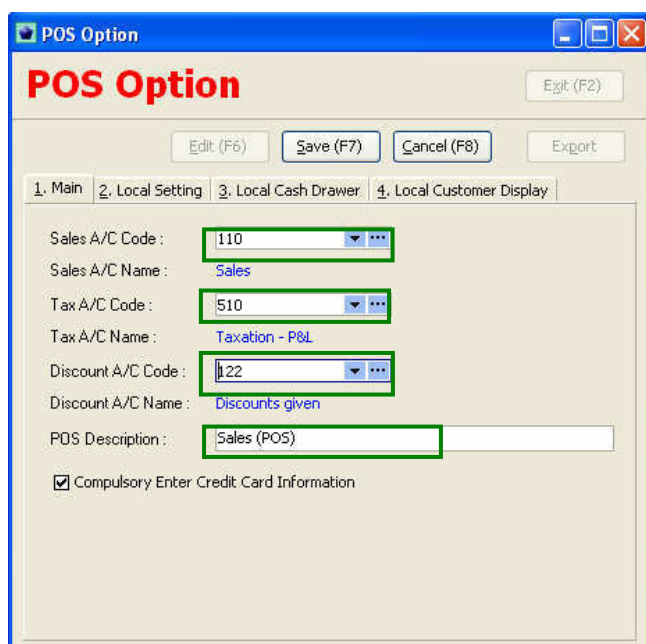 POS Option
POS Option
Exit (F2)
Edit (F6) Save (F7) Cancel (F8) Export
1. Main 2. Local Setting 3. Local Cash Drawer 4. Local Customer Display
Sales A/C Code : 110
Sales A/C Name : Sales
Tax A/C Code : 510
Tax A/C Name : Taxation - P&L
Discount A/C Code : 122
Discount A/C Name : Discounts given
POS Description : Sales (POS)
Compulsory Enter Credit Card Information